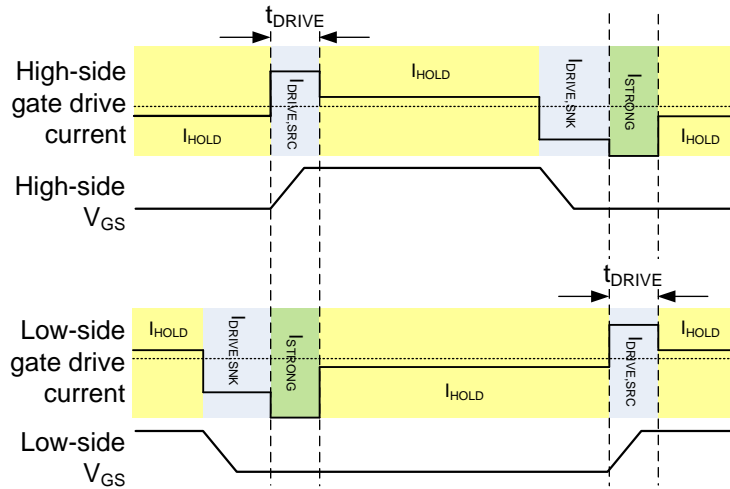 tDRIVE
High-side
gate drive
current
IHOLD
IDRIVE,SRC
IHOLD
IDRIVE,SNK
ISTRONG
IHOLD
High-side
VGS
tDRIVE
Low-side
gate drive
current
IHOLD
IDRIVE,SNK
ISTRONG
IHOLD
IDRIVE,SRC
IHOLD
Low-side
VGS